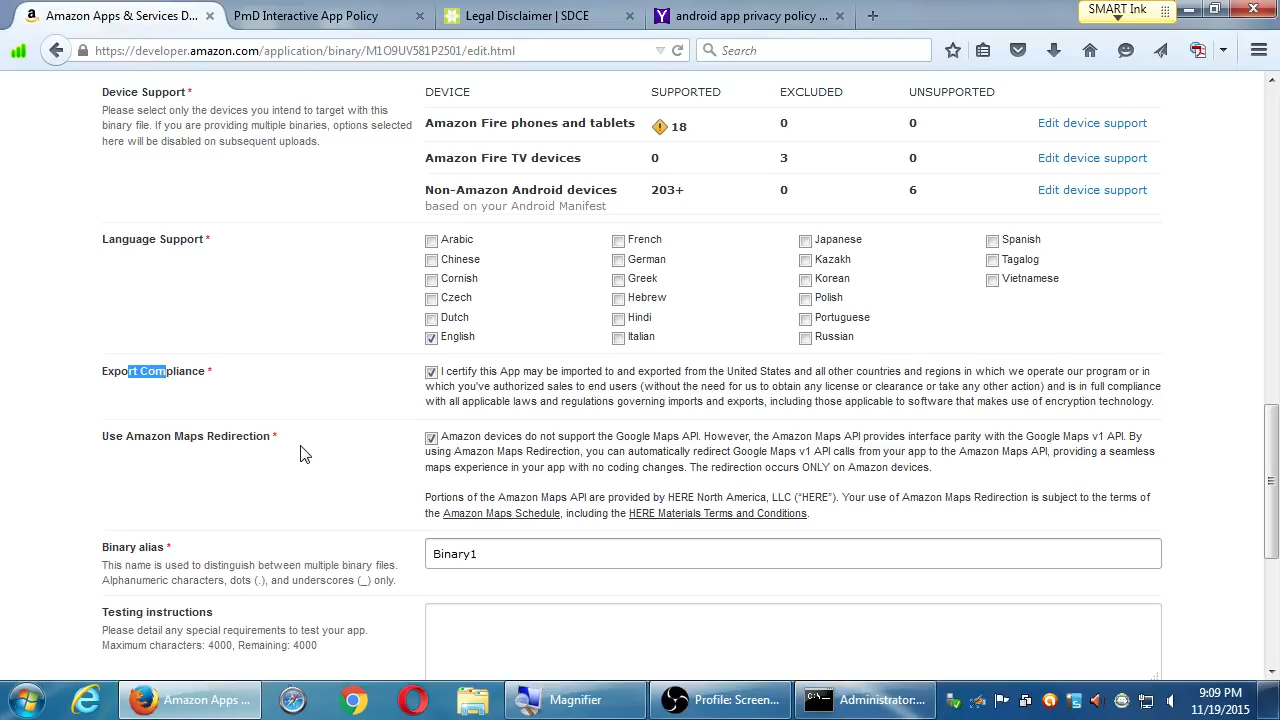 Amazon Apps & Services D...
PmD Interactive App Policy
Legal Disclaimer | SDCE
android app privacy policy ...
SMART Ink
https://developer.amazon.com/application/binary/M1O9UV581P2S01/edit.html
Search
Device Support *
Please select only the devices you intend to target with this
binary file. If you are providing multiple binaries, options selected
here will be disabled on subsequent uploads.
DEVICE SUPPORTED EXCLUDED UNSUPPORTED
Amazon Fire phones and tablets 18 0 0 Edit device support
Amazon Fire TV devices 0 3 0 Edit device support
Non-Amazon Android devices 203+ 0 6 Edit device support
based on your Android Manifest
Language Support *
Arabic French Japanese Spanish
Chinese German Kazakh Tagalog
Cornish Greek Korean Vietnamese
Czech Hebrew Polish
Dutch Hindi Portuguese
English Italian Russian
Export Compliance *
I certify this App may be imported to and exported from the United States and all other countries and regions in which we operate our program or in
which you've authorized sales to end users (without the need for us to obtain any license or clearance or take any other action) and is in full compliance
with all applicable laws and regulations governing imports and exports, including those applicable to software that makes use of encryption technology.
Use Amazon Maps Redirection *
Amazon devices do not support the Google Maps API. However, the Amazon Maps API provides interface parity with the Google Maps v1 API. By
using Amazon Maps Redirection, you can automatically redirect Google Maps v1 API calls from your app to the Amazon Maps API, providing a seamless
maps experience in your app with no coding changes. The redirection occurs ONLY on Amazon devices.
Portions of the Amazon Maps API are provided by HERE North America, LLC (“HERE”). Your use of Amazon Maps Redirection is subject to the terms of
the Amazon Maps Schedule, including the HERE Materials Terms and Conditions.
Binary alias *
This name is used to distinguish between multiple binary files.
Alphanumeric characters, dots (.), and underscores (_) only.
Binary1
Testing instructions
Please detail any special requirements to test your app.
Maximum characters: 4000, Remaining: 4000
Amazon Apps ...
Magnifier
Profile: Screen...
Administrator:...
9:09 PM
11/19/2015